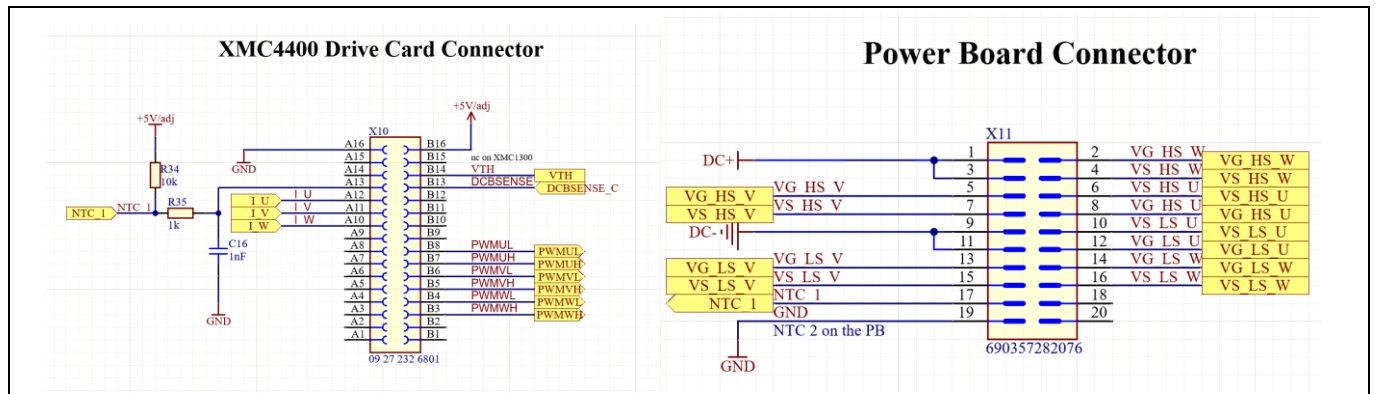 XMC4400 Drive Card Connector
+5V/adj
R34
10k
NTC_1
NTC_1
R35
1k
C16
1nF
GND
GND
I_U
I_V
I_W
I_U
I_V
I_W
X10
A16
A15
A14
A13
A12
A11
A10
A9
A8
A7
A6
A5
A4
A3
A2
A1
B16
B15
B14
B13
B12
B11
B10
B9
B8
B7
B6
B5
B4
B3
B2
B1
09 27 232 6801
+5V/adj
nc on XMC1300
VTH
DCBSENSE
VTH
DCBSENSE_C
PWMUL
PWMUH
PWMVL
PWMVH
PWMWL
PWMWH
PWMUL
PWMUH
PWMVL
PWMVH
PWMWL
PWMWH
Power Board Connector
X11
DC+
VG_HS_V
VS_HS_V
VG_HS_V
VS_HS_V
DC-
VG_LS_V
VS_LS_V
VG_LS_V
VS_LS_V
NTC_1
NTC_1
GND
NTC 2 on the PB
GND
1
3
5
7
9
11
13
15
17
19
2
4
6
8
10
12
14
16
18
20
VG_HS_W
VS_HS_W
VS_HS_U
VG_HS_U
VS_LS_U
VG_LS_U
VG_LS_W
VS_LS_W
VG_HS_W
VS_HS_W
VS_HS_U
VG_HS_U
VS_LS_U
VG_LS_U
VG_LS_W
VS_LS_W
690357282076